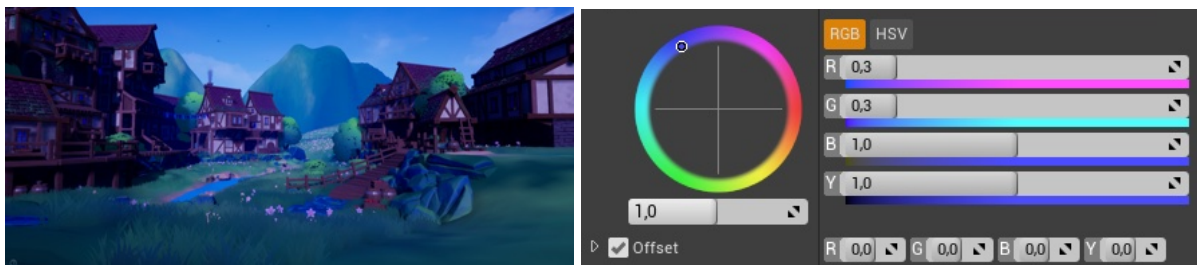 RGB HSV
R 0,3
G 0,3
B 1,0
Y 1,0
1,0
Offset
R 0,0 G 0,0 B 0,0 Y 0,0